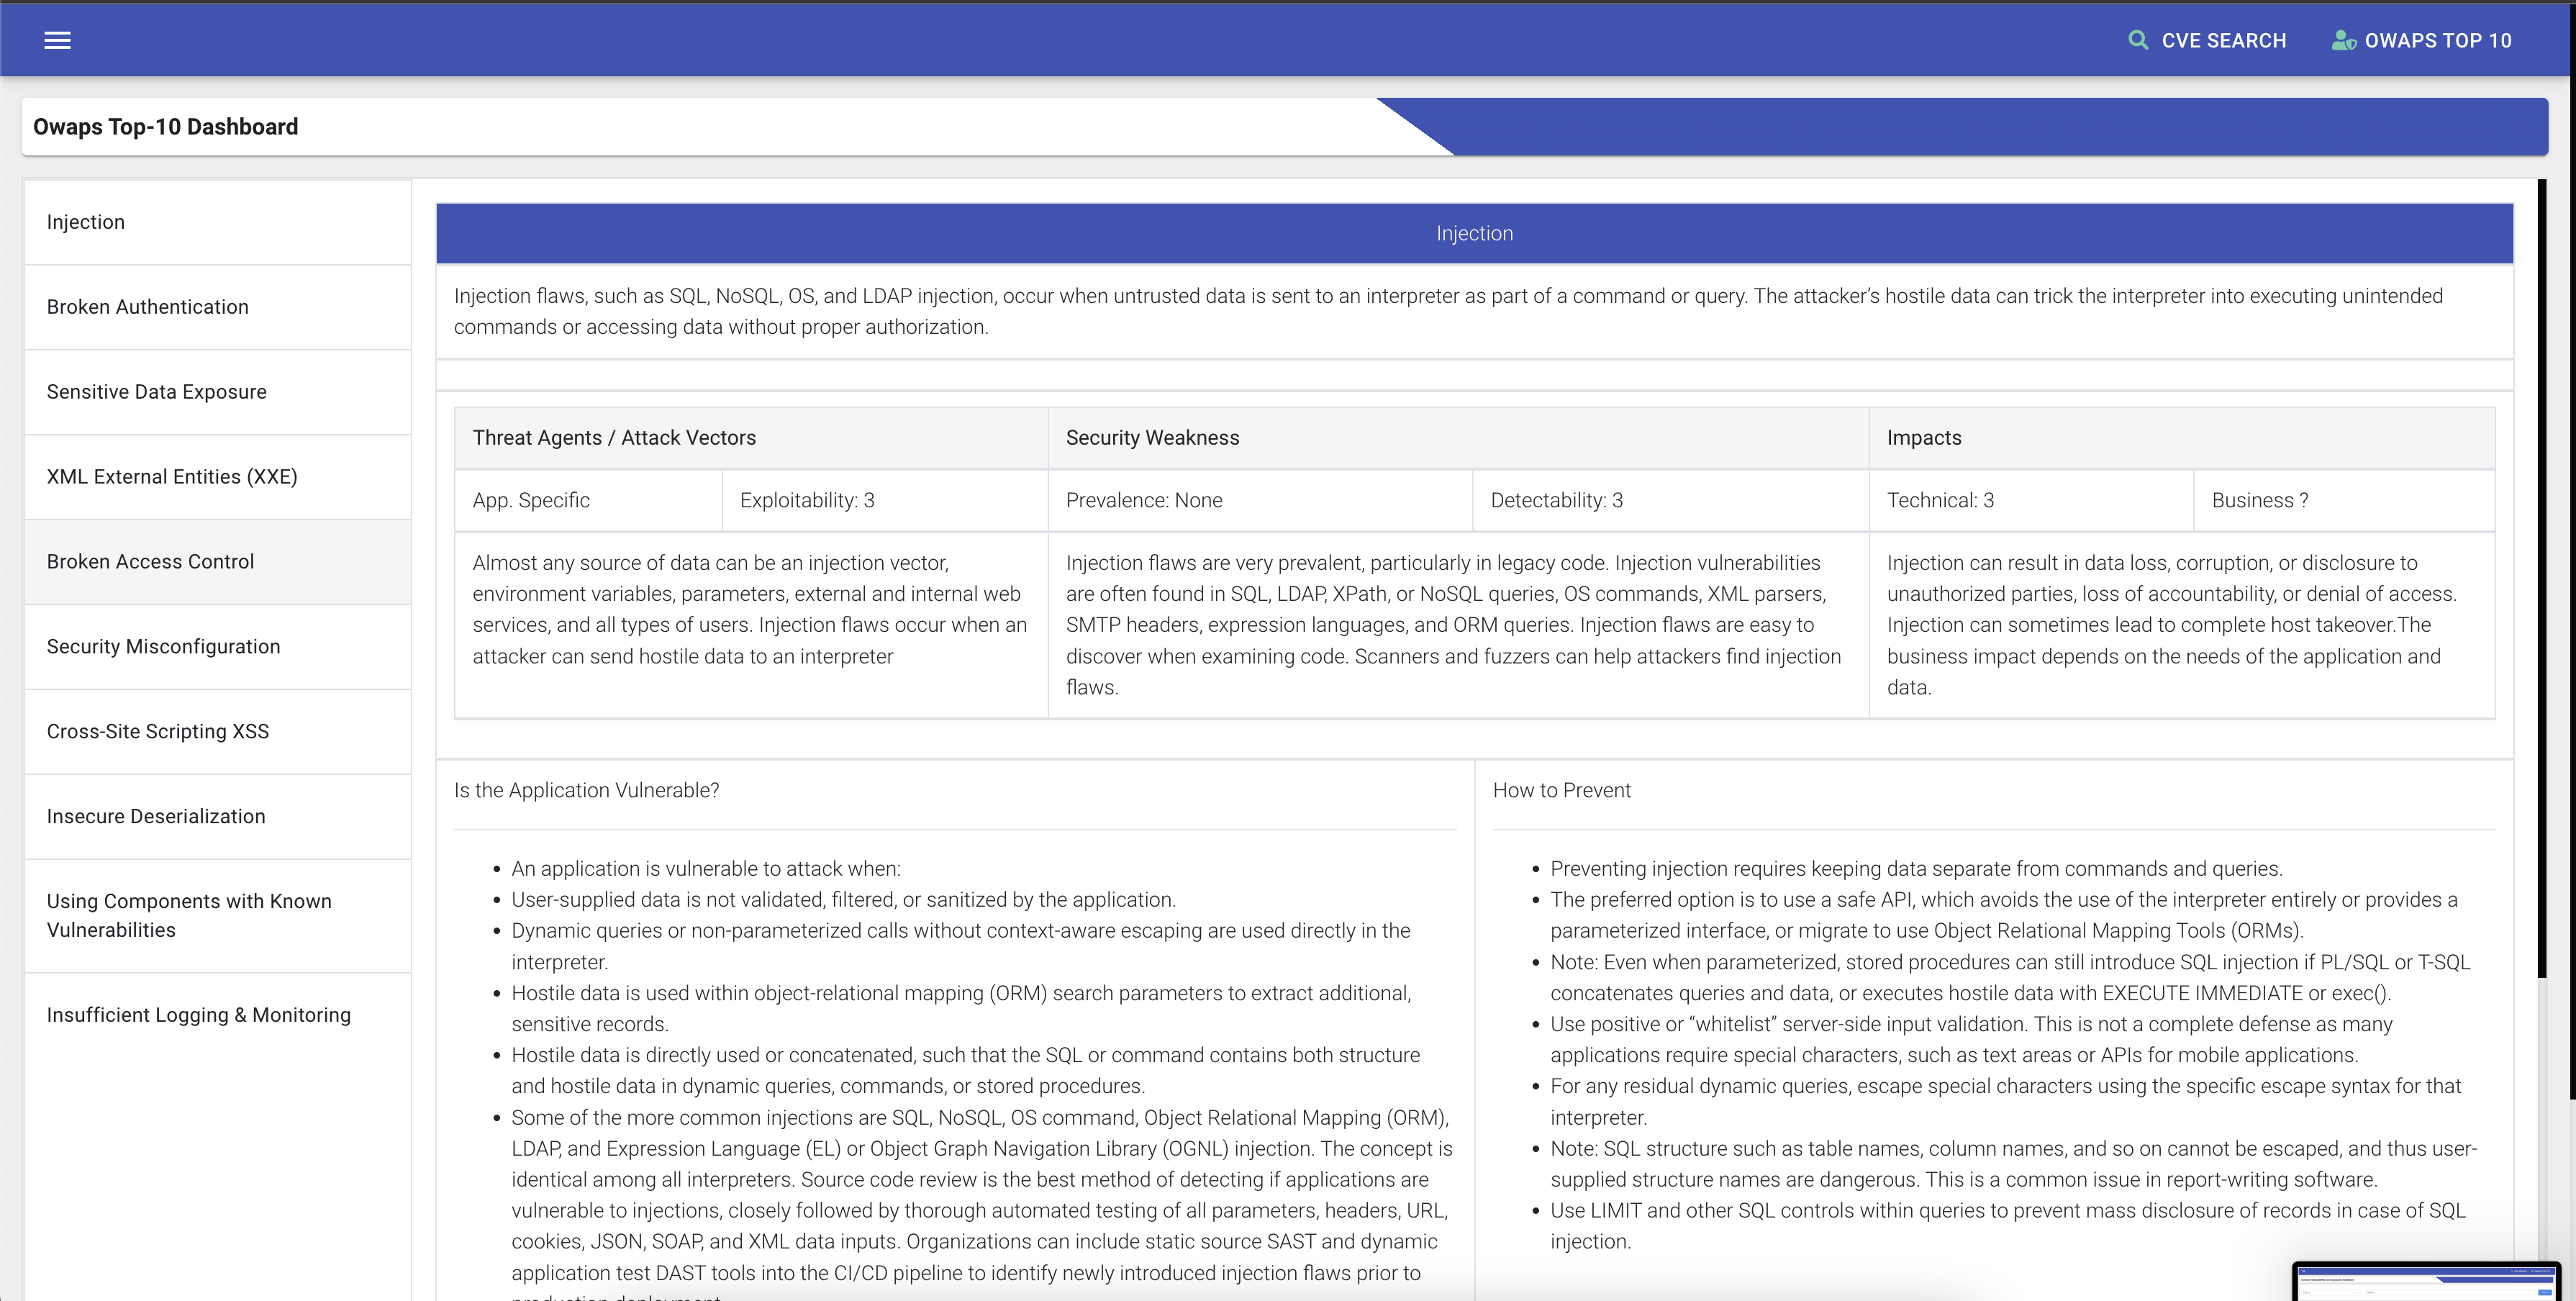 CVE SEARCH
OWAPS TOP 10
Owaps Top-10 Dashboard
Injection
Broken Authentication
Sensitive Data Exposure
XML External Entities (XXE)
Broken Access Control
Security Misconfiguration
Cross-Site Scripting XSS
Insecure Deserialization
Using Components with Known
Vulnerabilities
Insufficient Logging & Monitoring
Injection
Injection flaws, such as SQL, NoSQL, OS, and LDAP injection, occur when untrusted data is sent to an interpreter as part of a command or query. The attacker’s hostile data can trick the interpreter into executing unintended
commands or accessing data without proper authorization.
Threat Agents / Attack Vectors
Security Weakness
Impacts
App. Specific
Exploitability: 3
Prevalence: None
Detectability: 3
Technical: 3
Business ?
Almost any source of data can be an injection vector,
environment variables, parameters, external and internal web
services, and all types of users. Injection flaws occur when an
attacker can send hostile data to an interpreter
Injection flaws are very prevalent, particularly in legacy code. Injection vulnerabilities
are often found in SQL, LDAP, XPath, or NoSQL queries, OS commands, XML parsers,
SMTP headers, expression languages, and ORM queries. Injection flaws are easy to
discover when examining code. Scanners and fuzzers can help attackers find injection
flaws.
Injection can result in data loss, corruption, or disclosure to
unauthorized parties, loss of accountability, or denial of access.
Injection can sometimes lead to complete host takeover.The
business impact depends on the needs of the application and
data.
Is the Application Vulnerable?
• An application is vulnerable to attack when:
• User-supplied data is not validated, filtered, or sanitized by the application.
• Dynamic queries or non-parameterized calls without context-aware escaping are used directly in the
interpreter.
• Hostile data is used within object-relational mapping (ORM) search parameters to extract additional,
sensitive records.
• Hostile data is directly used or concatenated, such that the SQL or command contains both structure
and hostile data in dynamic queries, commands, or stored procedures.
• Some of the more common injections are SQL, NoSQL, OS command, Object Relational Mapping (ORM),
LDAP, and Expression Language (EL) or Object Graph Navigation Library (OGNL) injection. The concept is
identical among all interpreters. Source code review is the best method of detecting if applications are
vulnerable to injections, closely followed by thorough automated testing of all parameters, headers, URL,
cookies, JSON, SOAP, and XML data inputs. Organizations can include static source SAST and dynamic
application test DAST tools into the CI/CD pipeline to identify newly introduced injection flaws prior to
How to Prevent
• Preventing injection requires keeping data separate from commands and queries.
• The preferred option is to use a safe API, which avoids the use of the interpreter entirely or provides a
parameterized interface, or migrate to use Object Relational Mapping Tools (ORMs).
• Note: Even when parameterized, stored procedures can still introduce SQL injection if PL/SQL or T-SQL
concatenates queries and data, or executes hostile data with EXECUTE IMMEDIATE or exec().
• Use positive or “whitelist” server-side input validation. This is not a complete defense as many
applications require special characters, such as text areas or APIs for mobile applications.
• For any residual dynamic queries, escape special characters using the specific escape syntax for that
interpreter.
• Note: SQL structure such as table names, column names, and so on cannot be escaped, and thus user-
supplied structure names are dangerous. This is a common issue in report-writing software.
• Use LIMIT and other SQL controls within queries to prevent mass disclosure of records in case of SQL
injection.